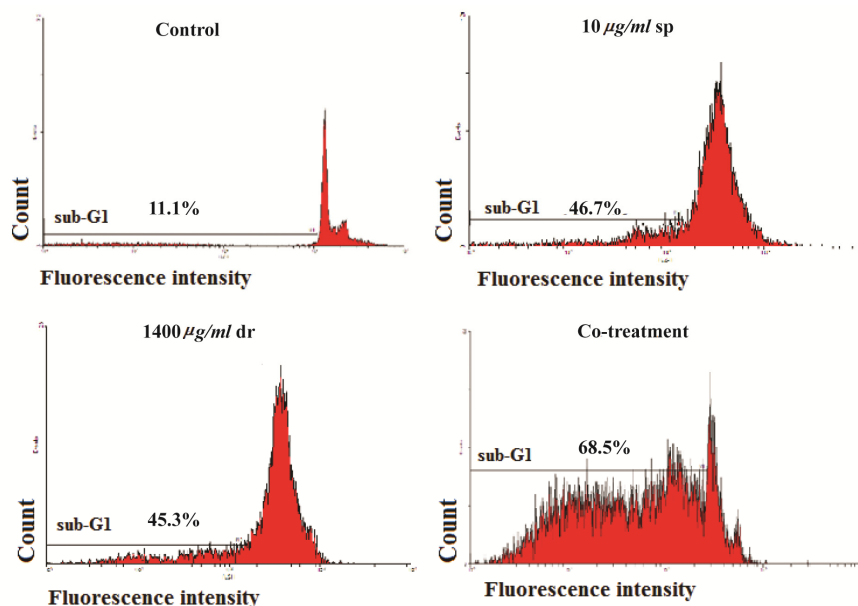 Control
Count
11.1%
sub-G1
Fluorescence intensity
10 µg/ml sp
Count
sub-G1
46.7%
Fluorescence intensity
1400 µg/ml dr
Count
sub-G1
45.3%
Fluorescence intensity
Co-treatment
Count
sub-G1
68.5%
Fluorescence intensity